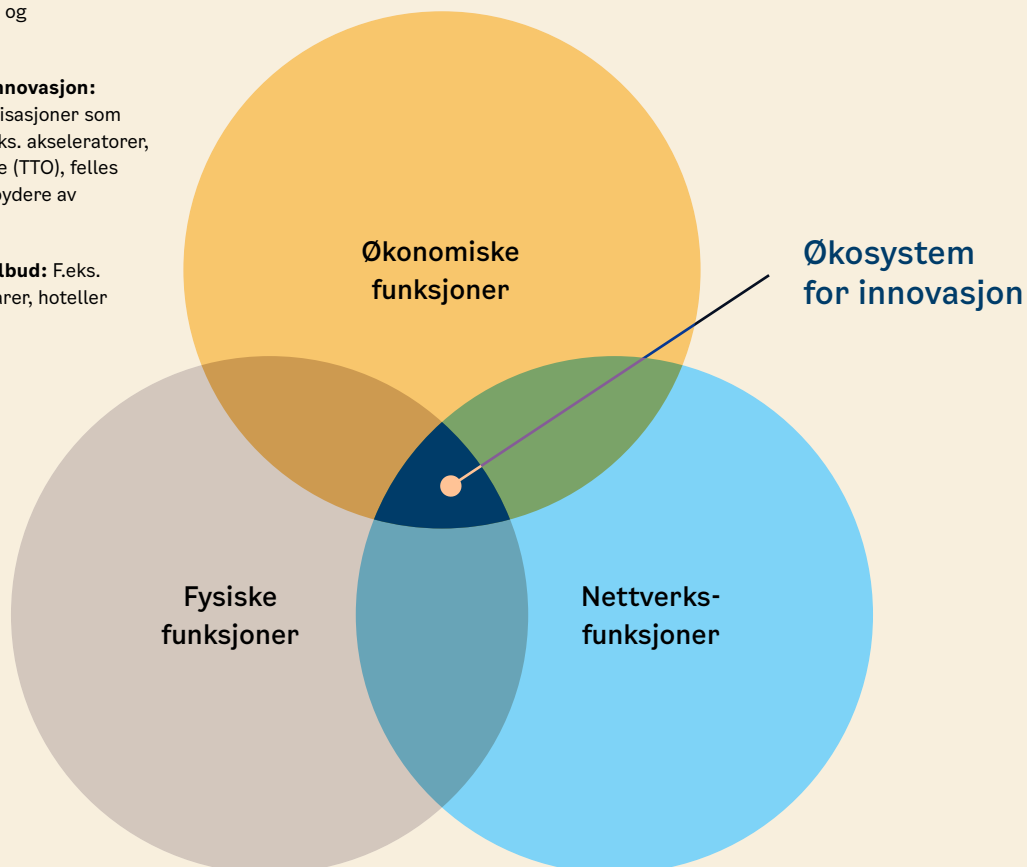 og
nnovasjon:
isasjoner som
ks. akseleratorer,
e (TTO), felles
ydere av
lbud: F.eks.
arer, hoteller
Økonomiske
funksjoner
Økosystem
for innovasjon
Fysiske
funksjoner
Nettverks-
funksjoner